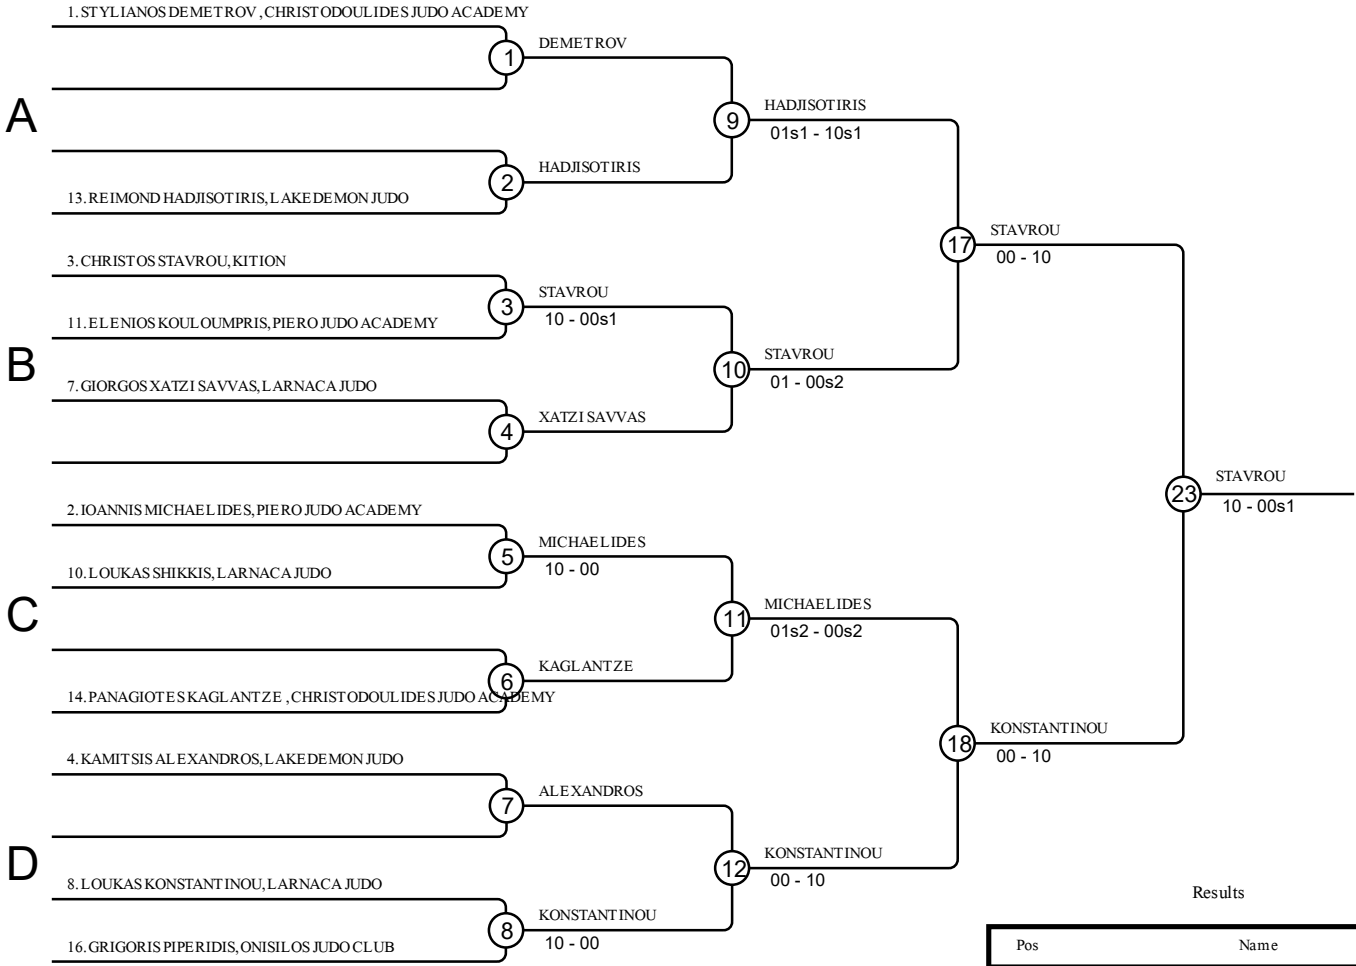 1. STYLIANOS DEMETROV , CHRISTODOULIDES JUDO ACADEMY
1
DEMETROV
A
9
HADJISOTIRIS
01s1 - 10s1
2
HADJISOTIRIS
13. REIMOND HADJISOTIRIS, LAKEDEMON JUDO
17
STAVROU
00 - 10
3. CHRISTOS STAVROU, KITION
3
STAVROU
10 - 00s1
11. ELENIOS KOULOUMPRIS, PIERO JUDO ACADEMY
B
10
STAVROU
01 - 00s2
7. GIORGOS XATZI SAVVAS, LARNACA JUDO
4
XATZI SAVVAS
23
STAVROU
10 - 00s1
2. IOANNIS MICHAELIDES, PIERO JUDO ACADEMY
5
MICHAELIDES
10 - 00
10. LOUKAS SHIKKIS, LARNACA JUDO
C
11
MICHAELIDES
01s2 - 00s2
6
KAGLANTZE
14. PANAGIOTES KAGLANTZE , CHRISTODOULIDES JUDO ACADEMY
18
KONSTANTINOU
00 - 10
4. KAMITSIS ALEXANDROS, LAKEDEMON JUDO
7
ALEXANDROS
D
12
KONSTANTINOU
00 - 10
8. LOUKAS KONSTANTINOU, LARNACA JUDO
8
KONSTANTINOU
10 - 00
16. GRIGORIS PIPERIDIS, ONISILOS JUDO CLUB
Results
Pos Name